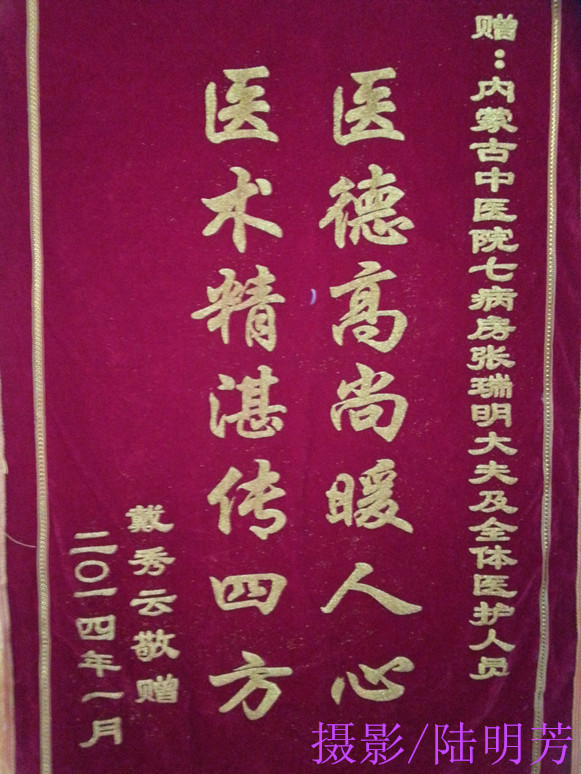 赠：内蒙古中医院七病房张瑞明大夫及全体医护人员
医德高尚暖人心
医术精湛传四方
戴秀云敬赠
二〇一四年一月
摄影/陆明芳